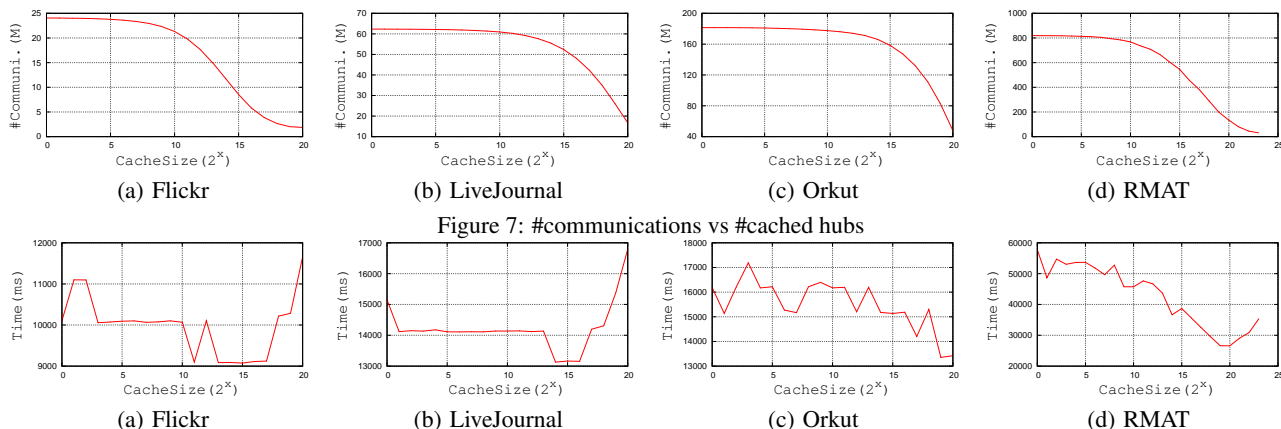 25
20
15
10
5
0
#Communi.(M)
0 5 10 15 20
CacheSize(2^x)
(a) Flickr
70
60
50
40
30
20
10
#Communi.(M)
0 5 10 15 20
CacheSize(2^x)
(b) LiveJournal
200
160
120
80
40
#Communi.(M)
0 5 10 15 20
CacheSize(2^x)
(c) Orkut
1000
800
600
400
200
0
#Communi.(M)
0 5 10 15 20 25
CacheSize(2^x)
(d) RMAT
Figure 7: #communications vs #cached hubs
12000
11000
10000
9000
Time(ms)
0 5 10 15 20
CacheSize(2^x)
(a) Flickr
17000
16000
15000
14000
13000
Time(ms)
0 5 10 15 20
CacheSize(2^x)
(b) LiveJournal
18000
17000
16000
15000
14000
13000
Time(ms)
0 5 10 15 20
CacheSize(2^x)
(c) Orkut
60000
50000
40000
30000
20000
Time(ms)
0 5 10 15 20 25
CacheSize(2^x)
(d) RMAT